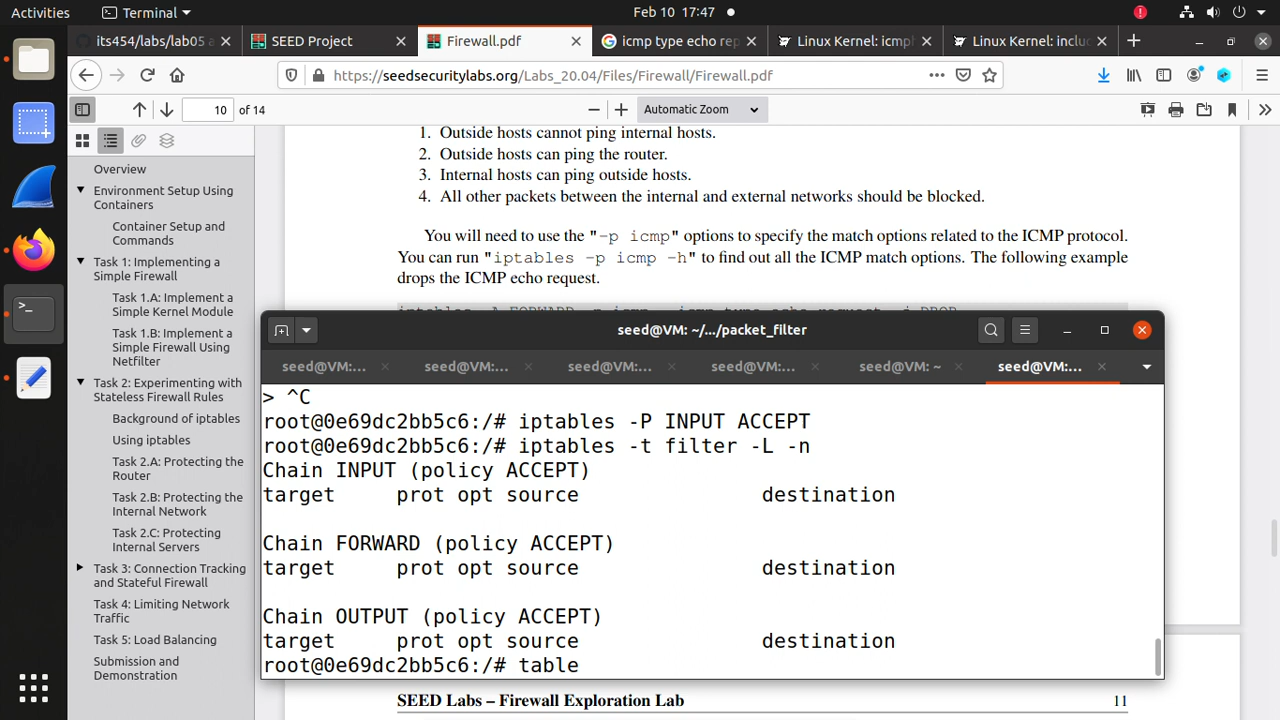 Activities
Terminal
Feb 10 17:47
its454/labs/lab05 a
SEED Project
Firewall.pdf
icmp type echo rep
Linux Kernel: icmph
Linux Kernel: includ
https://seedsecuritylabs.org/Labs_20.04/Files/Firewall/Firewall.pdf
10
of 14
Automatic Zoom
Overview
Environment Setup Using
Containers
Container Setup and
Commands
Task 1: Implementing a
Simple Firewall
Task 1.A: Implement a
Simple Kernel Module
Task 1.B: Implement a
Simple Firewall Using
Netfilter
Task 2: Experimenting with
Stateless Firewall Rules
Background of iptables
Using iptables
Task 2.A: Protecting the
Router
Task 2.B: Protecting the
Internal Network
Task 2.C: Protecting
Internal Servers
Task 3: Connection Tracking
and Stateful Firewall
Task 4: Limiting Network
Traffic
Task 5: Load Balancing
Submission and
Demonstration
1. Outside hosts cannot ping internal hosts.
2. Outside hosts can ping the router.
3. Internal hosts can ping outside hosts.
4. All other packets between the internal and external networks should be blocked.
You will need to use the "-p icmp" options to specify the match options related to the ICMP protocol.
You can run "iptables -p icmp -h" to find out all the ICMP match options. The following example
drops the ICMP echo request.
seed@VM: ~/.../packet_filter
seed@VM:...
seed@VM:...
seed@VM:...
seed@VM:...
seed@VM: ~
seed@VM:...
> ^C
root@0e69dc2bb5c6:/# iptables -P INPUT ACCEPT
root@0e69dc2bb5c6:/# iptables -t filter -L -n
Chain INPUT (policy ACCEPT)
target     prot opt source               destination
Chain FORWARD (policy ACCEPT)
target     prot opt source               destination
Chain OUTPUT (policy ACCEPT)
target     prot opt source               destination
root@0e69dc2bb5c6:/# table
SEED Labs – Firewall Exploration Lab
11